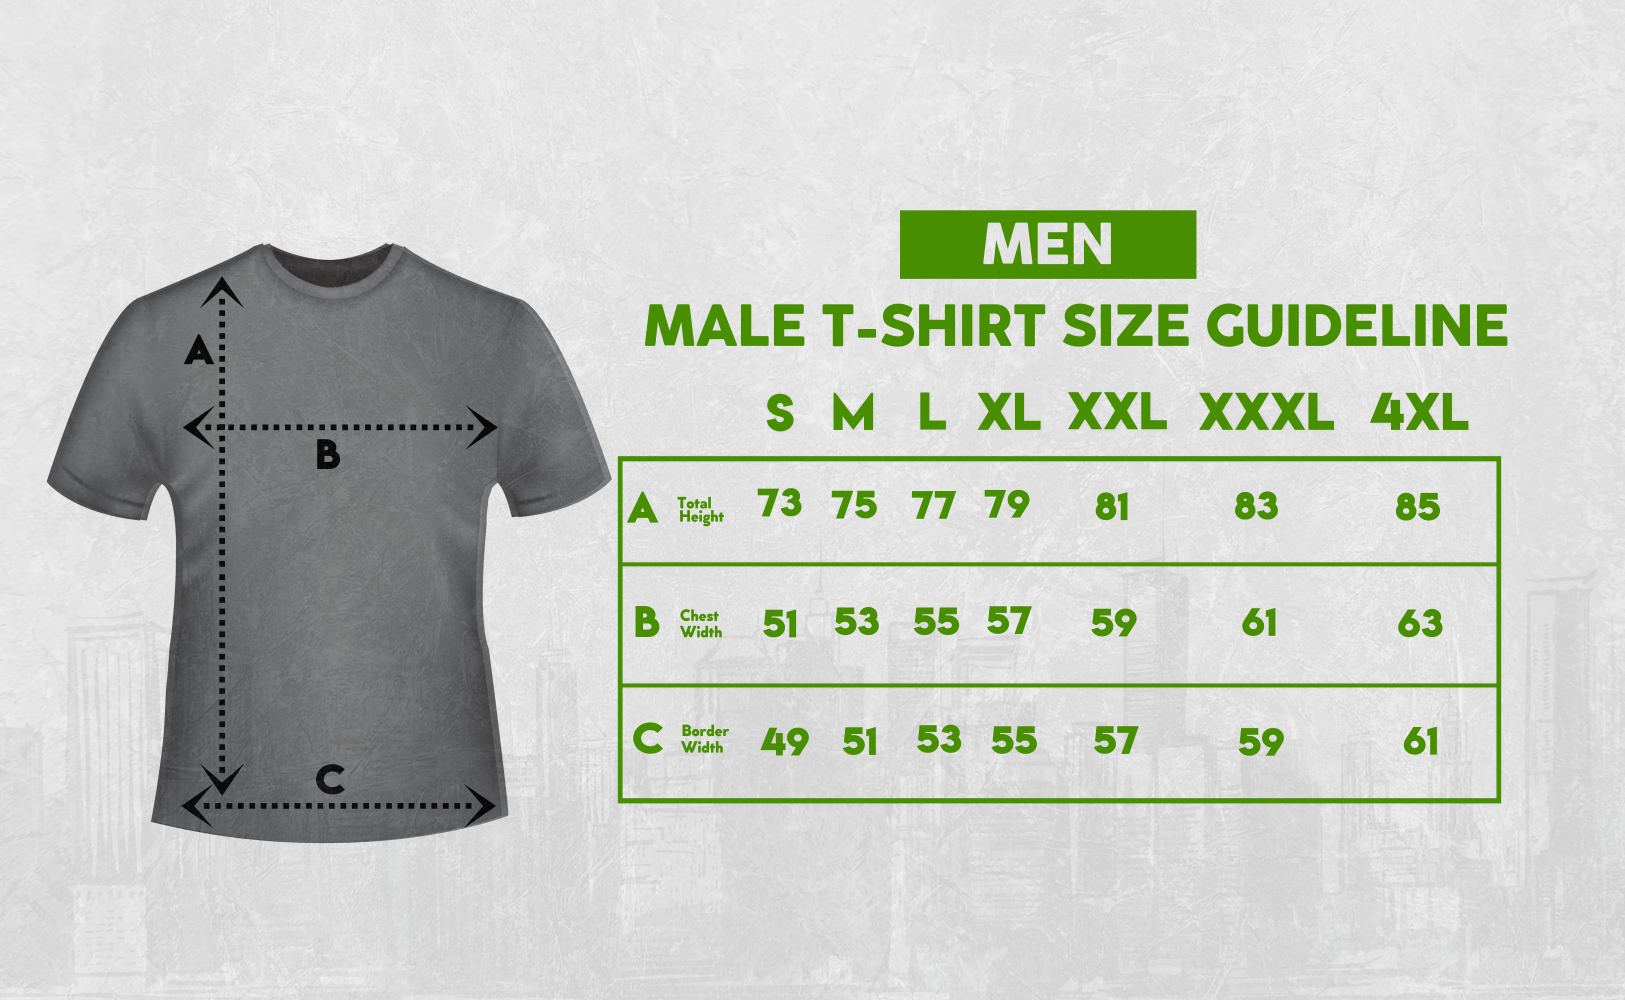 MEN
MALE T-SHIRT SIZE GUIDELINE
S M L XL XXL XXXL 4XL
A
B
C
A Total Height 73 75 77 79 81 83 85
B Chest Width 51 53 55 57 59 61 63
C Border Width 49 51 53 55 57 59 61